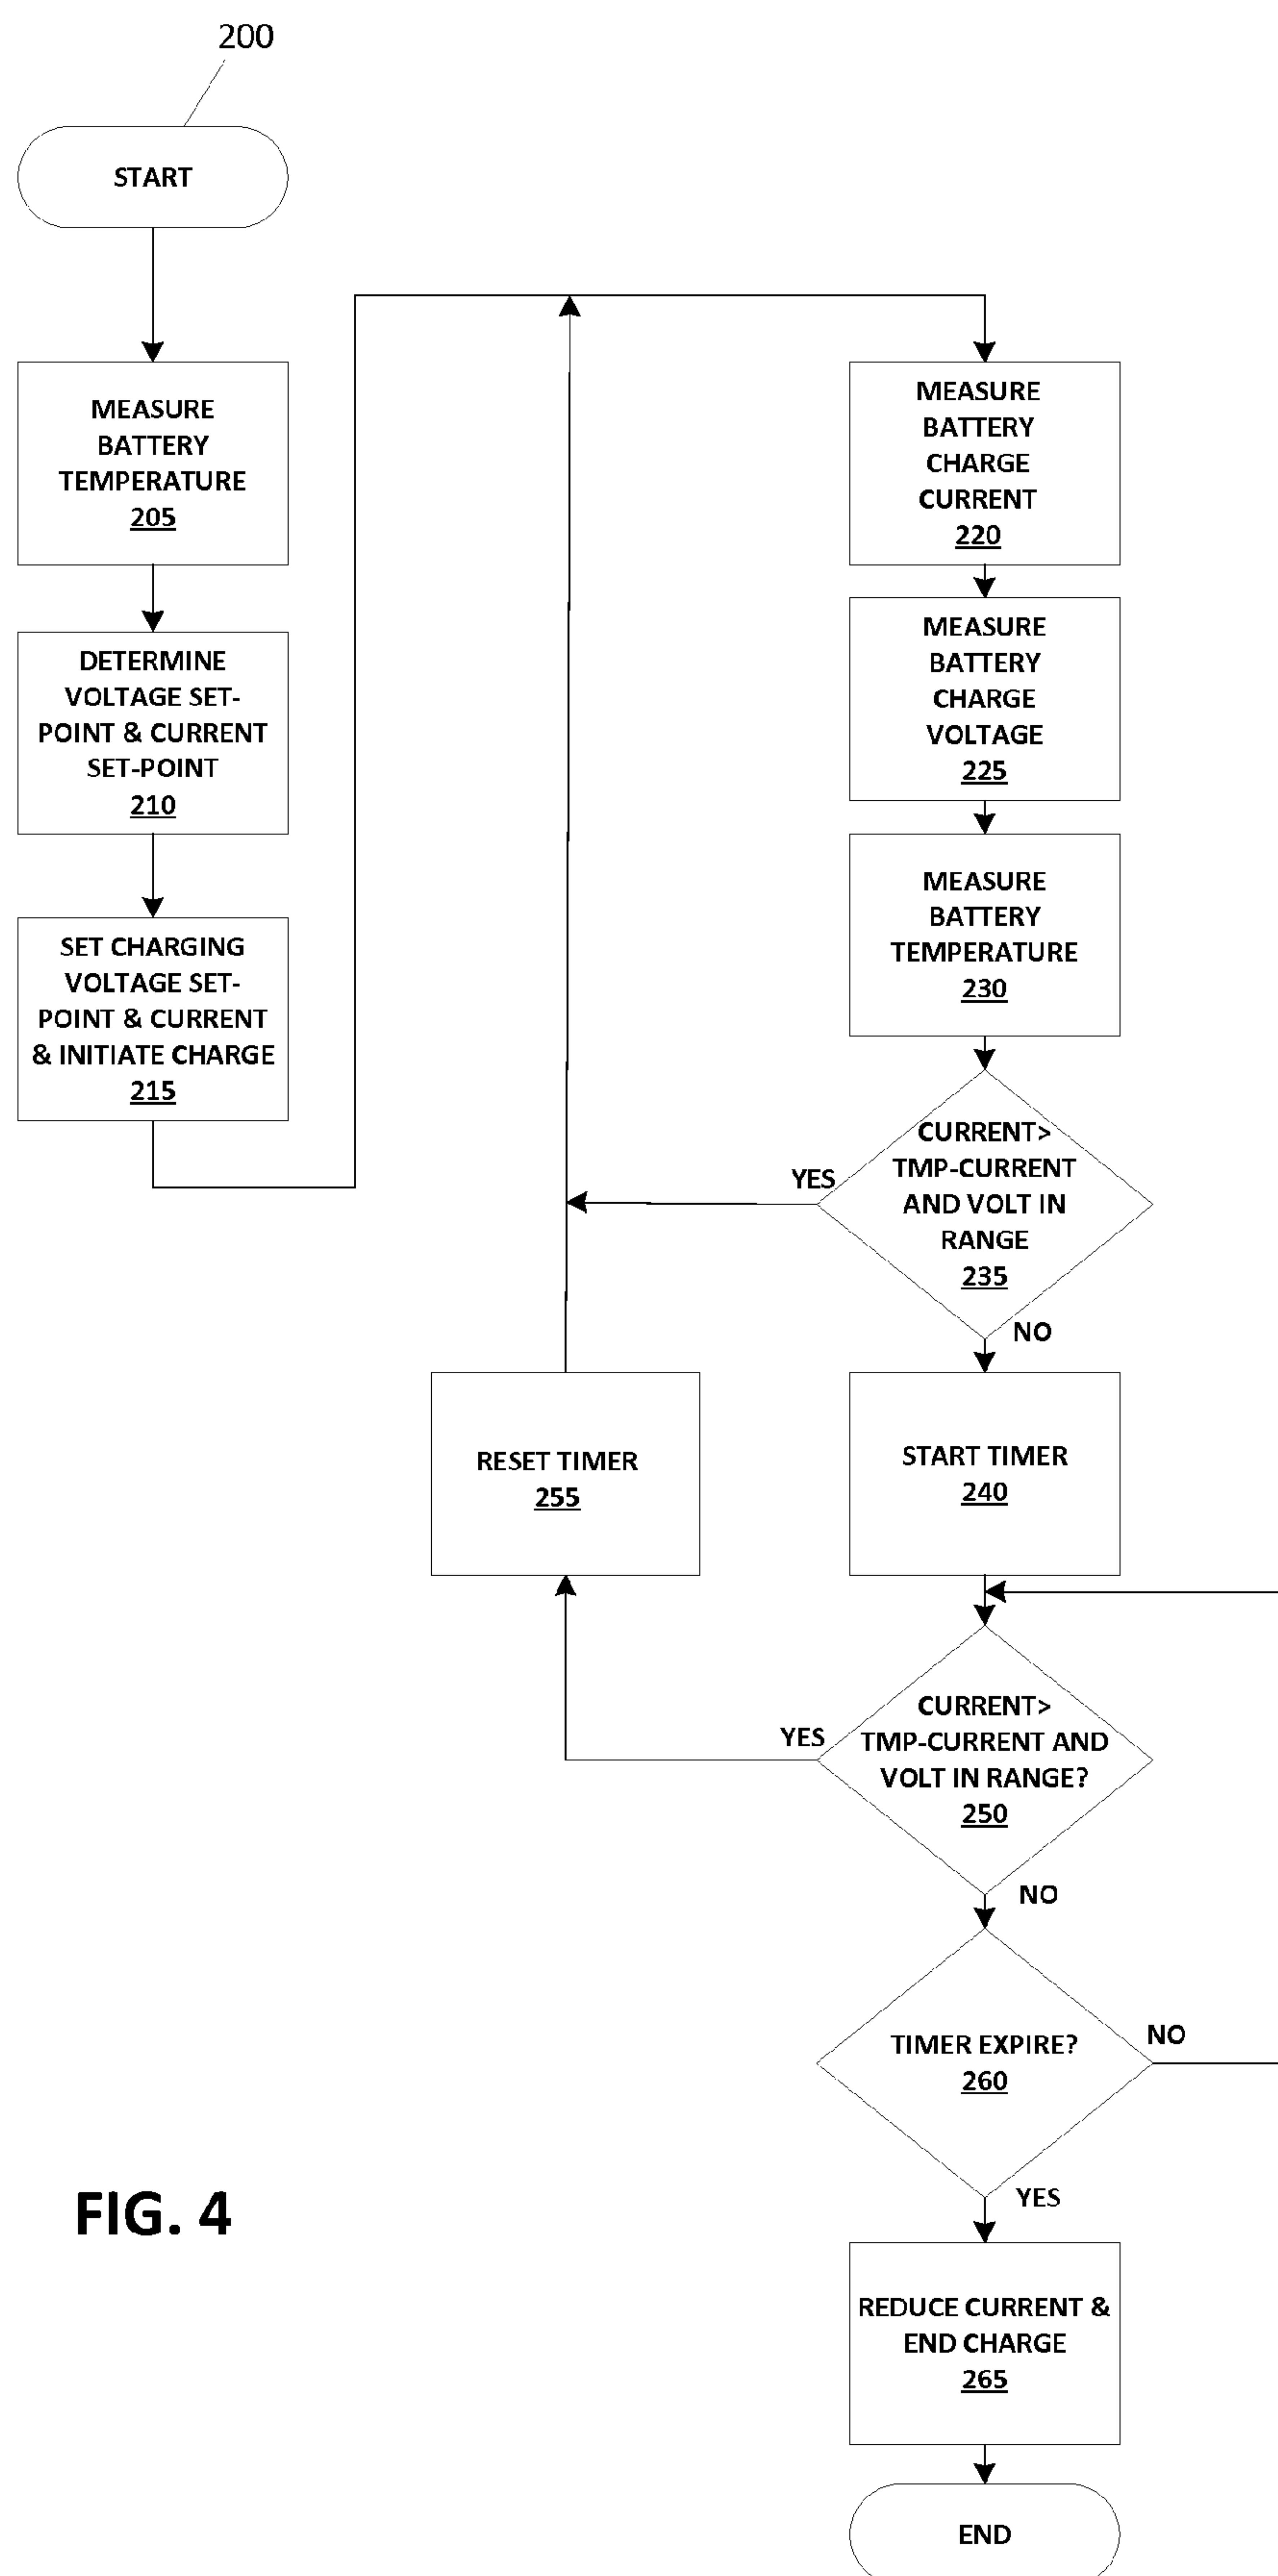 200
START
MEASURE
BATTERY
TEMPERATURE
205
DETERMINE
VOLTAGE SET-
POINT & CURRENT
SET-POINT
210
SET CHARGING
VOLTAGE SET-
POINT & CURRENT
& INITIATE CHARGE
215
MEASURE
BATTERY
CHARGE
CURRENT
220
MEASURE
BATTERY
CHARGE
VOLTAGE
225
MEASURE
BATTERY
TEMPERATURE
230
CURRENT>
TMP-CURRENT
AND VOLT IN
RANGE
235
YES
NO
RESET TIMER
255
START TIMER
240
CURRENT>
TMP-CURRENT AND
VOLT IN RANGE?
250
YES
NO
TIMER EXPIRE?
260
NO
YES
REDUCE CURRENT &
END CHARGE
265
END
FIG. 4